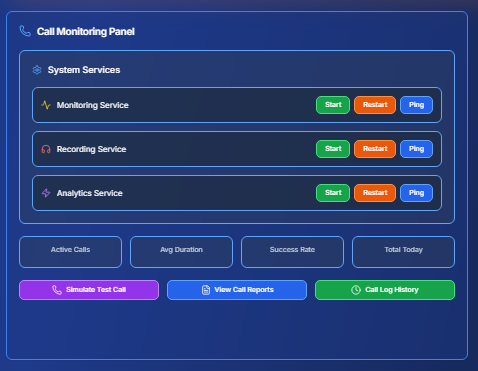 Call Monitoring Panel
System Services
Monitoring Service Start Restart Ping
Recording Service Start Restart Ping
Analytics Service Start Restart Ping
Active Calls Avg Duration Success Rate Total Today
Simulate Test Call View Call Reports Call Log History